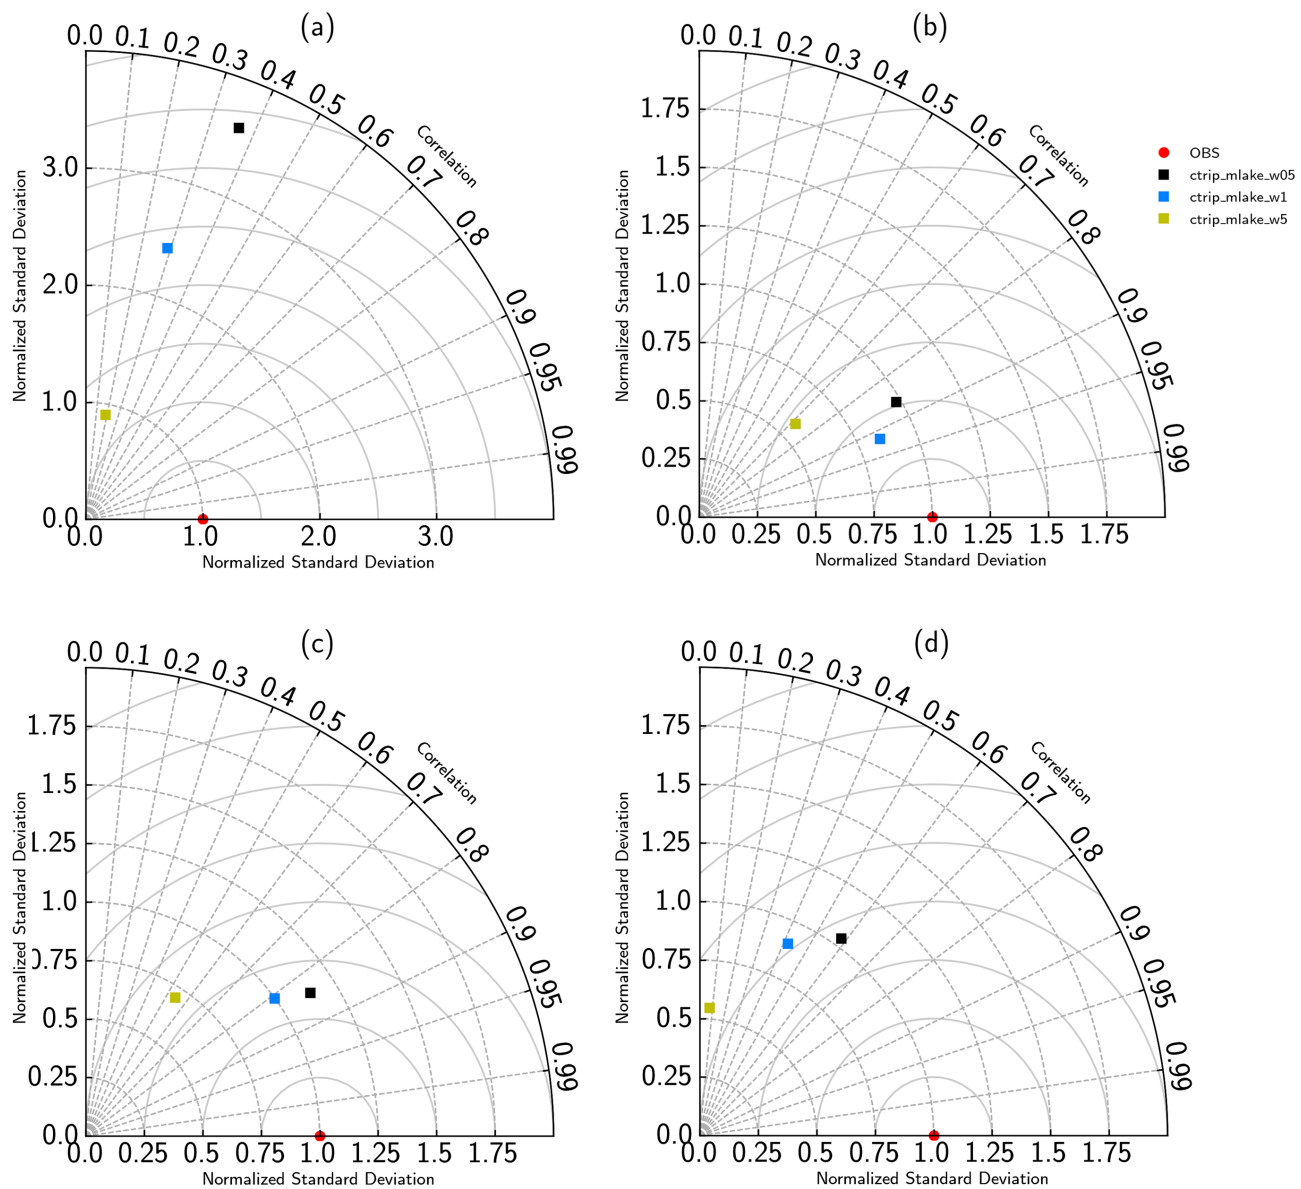 (a)
0.0 0.1 0.2 0.3 0.4 0.5 0.6 0.7 0.8 0.9 0.95 0.99
Correlation
3.0
2.0
1.0
0.0
Normalized Standard Deviation
0.0 1.0 2.0 3.0
Normalized Standard Deviation
(b)
0.0 0.1 0.2 0.3 0.4 0.5 0.6 0.7 0.8 0.9 0.95 0.99
Correlation
1.75
1.5
1.25
1.0
0.75
0.5
0.25
0.0
Normalized Standard Deviation
0.0 0.25 0.5 0.75 1.0 1.25 1.5 1.75
Normalized Standard Deviation
OBS
ctrip_mlake_w05
ctrip_mlake_w1
ctrip_mlake_w5
(c)
0.0 0.1 0.2 0.3 0.4 0.5 0.6 0.7 0.8 0.9 0.95 0.99
Correlation
1.75
1.5
1.25
1.0
0.75
0.5
0.25
0.0
Normalized Standard Deviation
0.0 0.25 0.5 0.75 1.0 1.25 1.5 1.75
Normalized Standard Deviation
(d)
0.0 0.1 0.2 0.3 0.4 0.5 0.6 0.7 0.8 0.9 0.95 0.99
Correlation
1.75
1.5
1.25
1.0
0.75
0.5
0.25
0.0
Normalized Standard Deviation
0.0 0.25 0.5 0.75 1.0 1.25 1.5 1.75
Normalized Standard Deviation